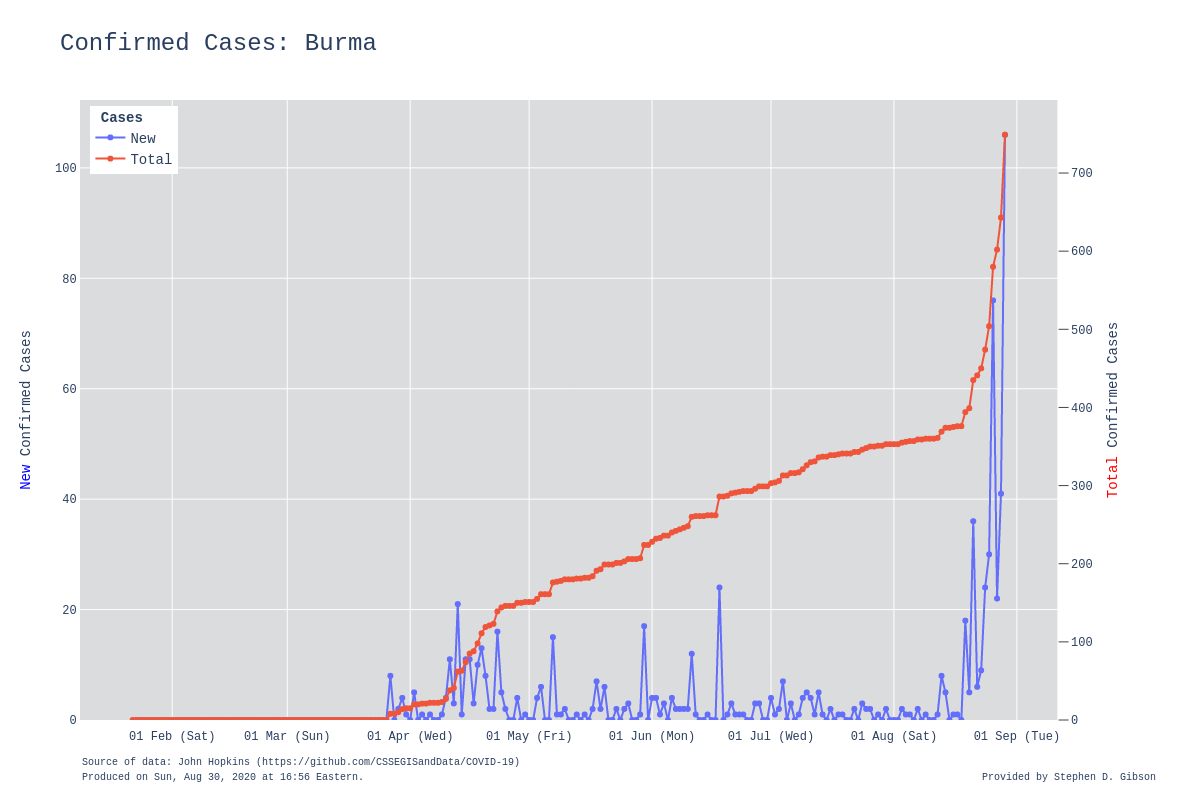 Confirmed Cases: Burma
Cases
New
Total
100
80
60
40
20
0
700
600
500
400
300
200
100
0
New Confirmed Cases
Total Confirmed Cases
01 Feb (Sat)
01 Mar (Sun)
01 Apr (Wed)
01 May (Fri)
01 Jun (Mon)
01 Jul (Wed)
01 Aug (Sat)
01 Sep (Tue)
Source of data: John Hopkins (https://github.com/CSSEGISandData/COVID-19)
Produced on Sun, Aug 30, 2020 at 16:56 Eastern.
Provided by Stephen D. Gibson